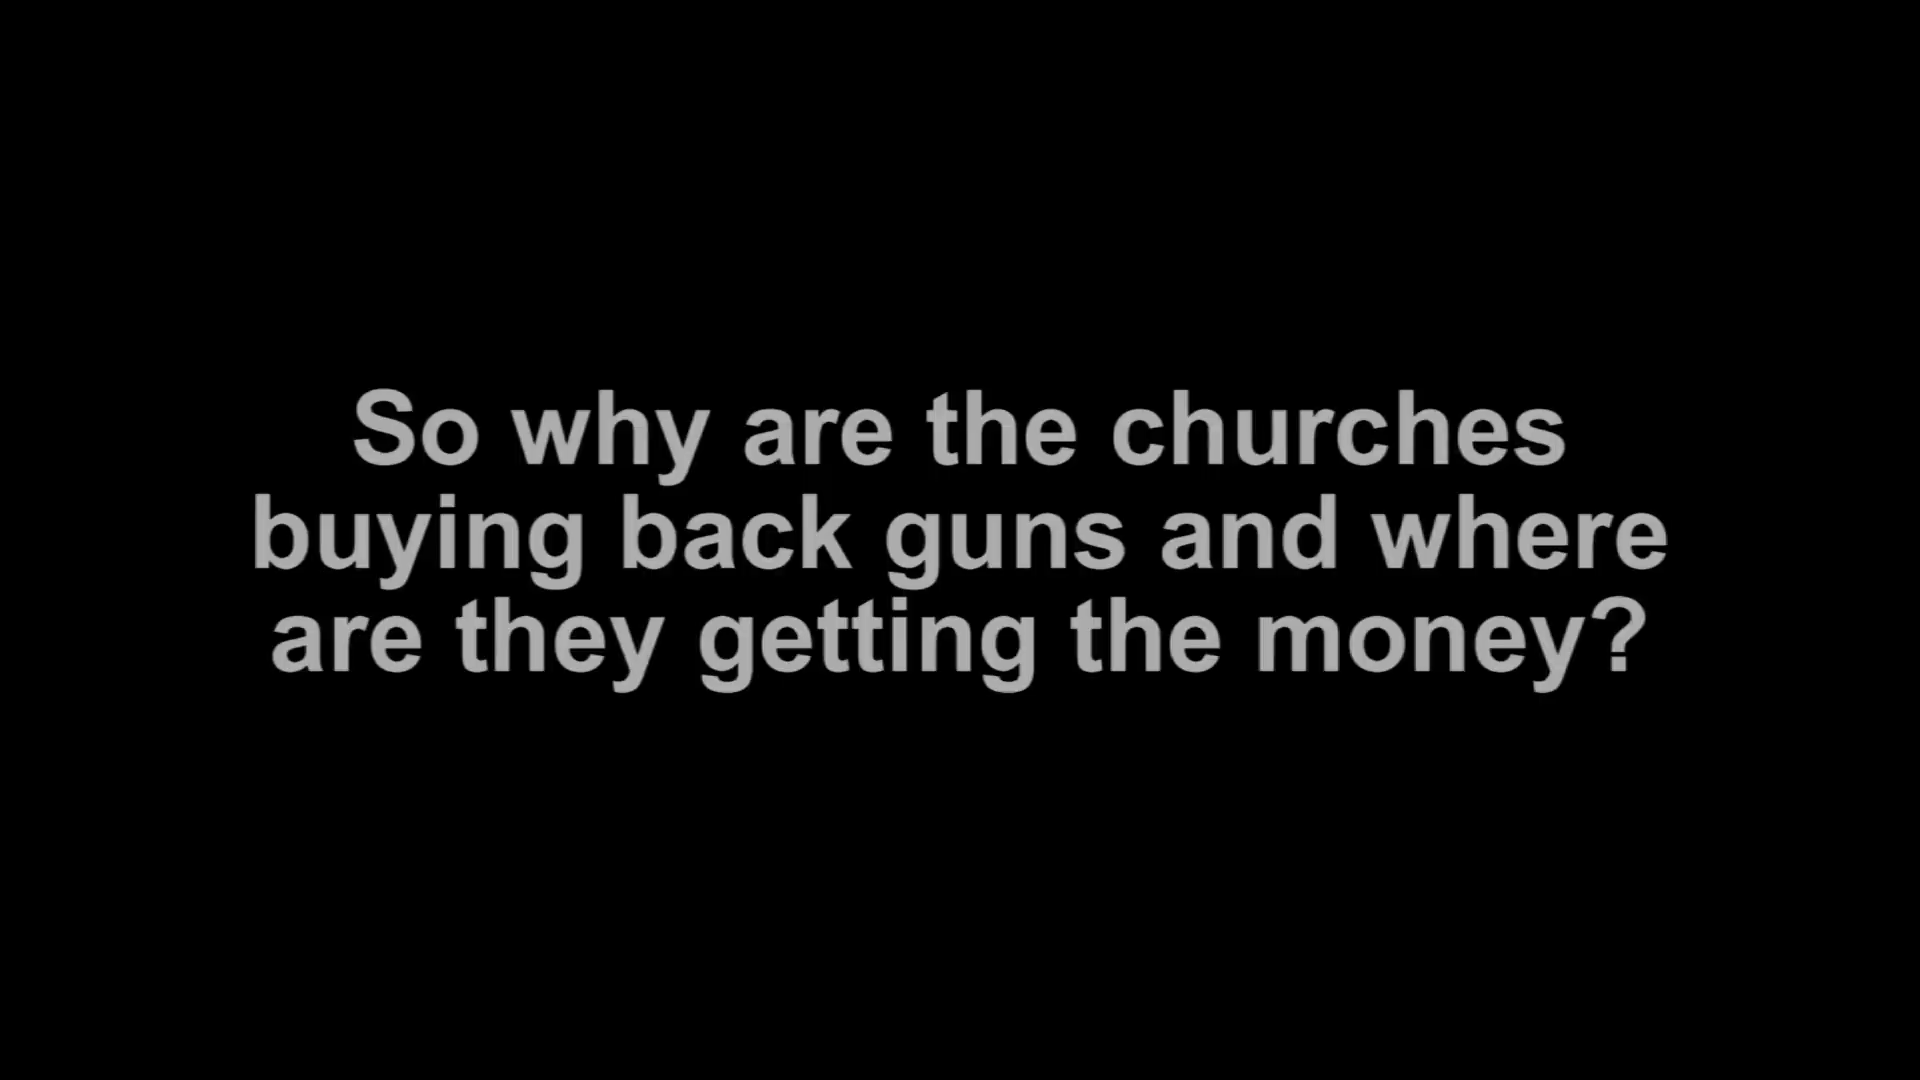 So why are the churches
buying back guns and where
are they getting the money?